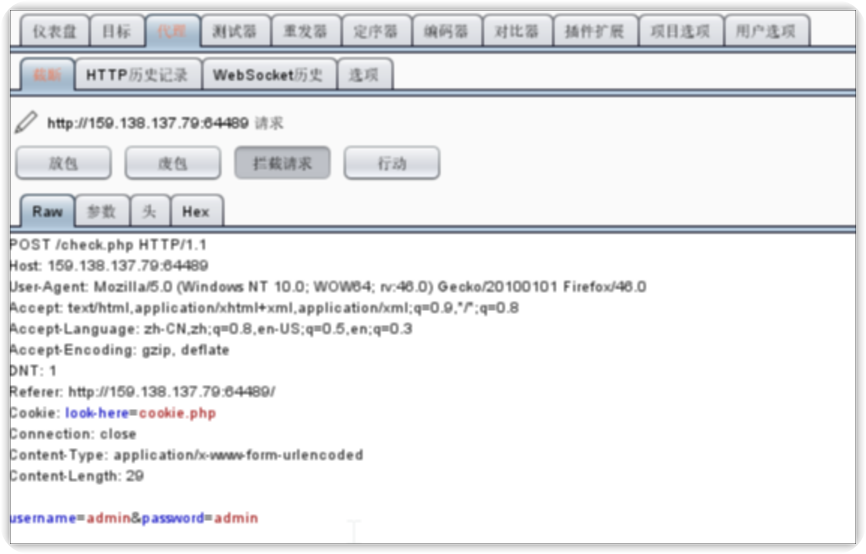 仪表盘 目标 代理 测试器 重发器 定序器 编码器 对比器 插件扩展 项目选项 用户选项
截断 HTTP历史记录 WebSocket历史 选项
http://159.138.137.79:64489 请求
放包 废包 拦截请求 行动
Raw 参数 头 Hex
POST /check.php HTTP/1.1
Host: 159.138.137.79:64489
User-Agent: Mozilla/5.0 (Windows NT 10.0; WOW64; rv:46.0) Gecko/20100101 Firefox/46.0
Accept: text/html,application/xhtml+xml,application/xml;q=0.9,*/*;q=0.8
Accept-Language: zh-CN,zh;q=0.8,en-US;q=0.5,en;q=0.3
Accept-Encoding: gzip, deflate
DNT: 1
Referer: http://159.138.137.79:64489/
Cookie: look-here=cookie.php
Connection: close
Content-Type: application/x-www-form-urlencoded
Content-Length: 29
username=admin&password=admin